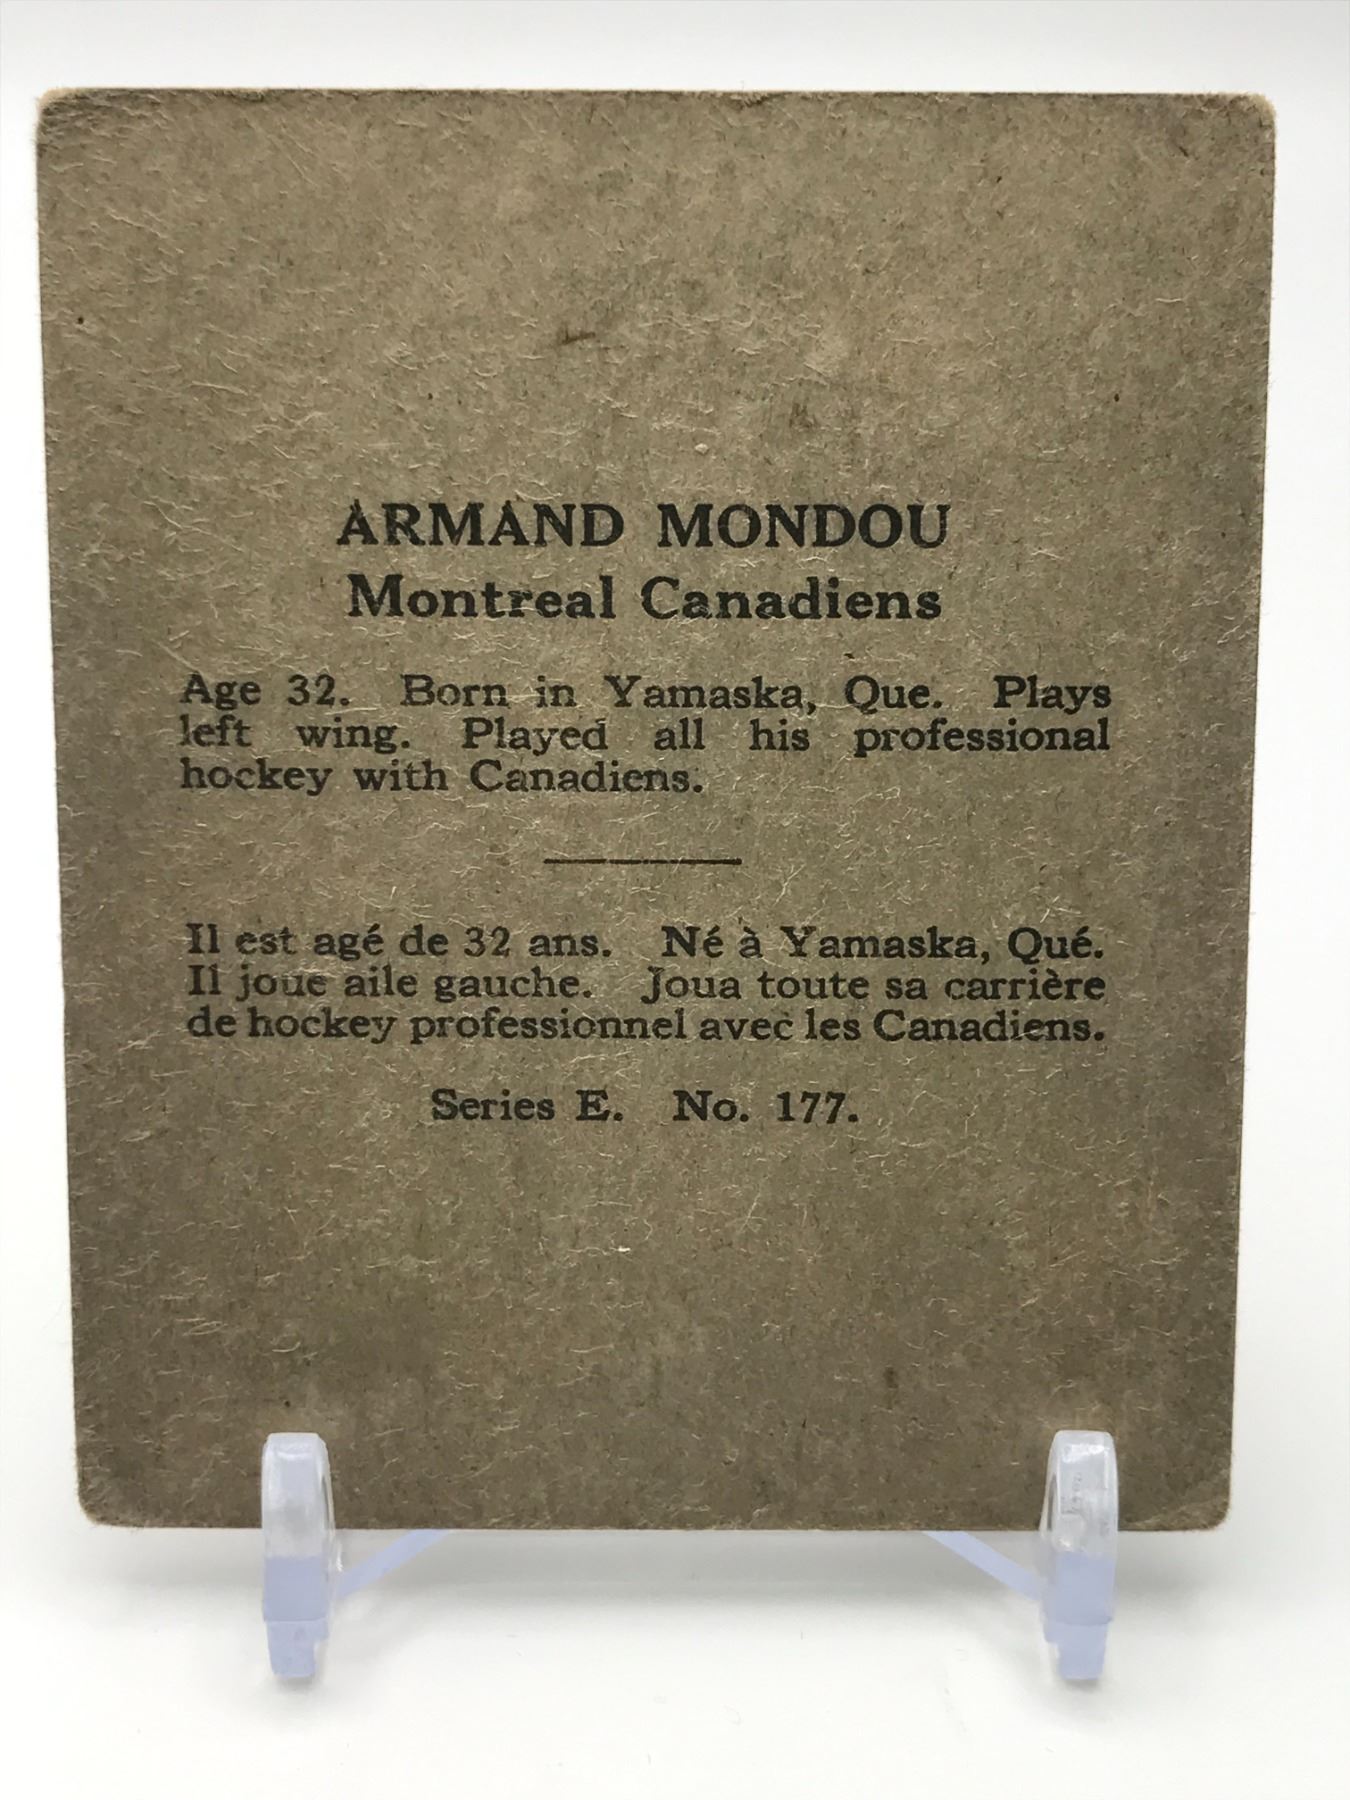 ARMAND MONDOU
Montreal Canadiens
Age 32. Born in Yamaska, Que. Plays
left wing. Played all his professional
hockey with Canadiens.
Il est agé de 32 ans. Né à Yamaska, Qué.
Il joue aile gauche. Joua toute sa carrière
de hockey professionnel avec les Canadiens.
Series E. No. 177.